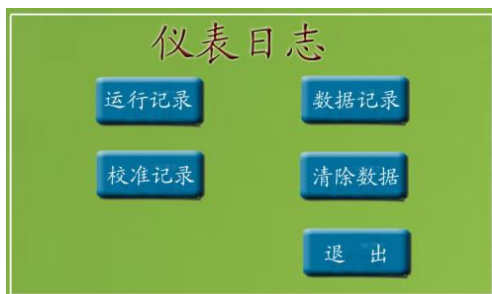 仪表日志
运行记录 数据记录
校准记录 清除数据
退 出